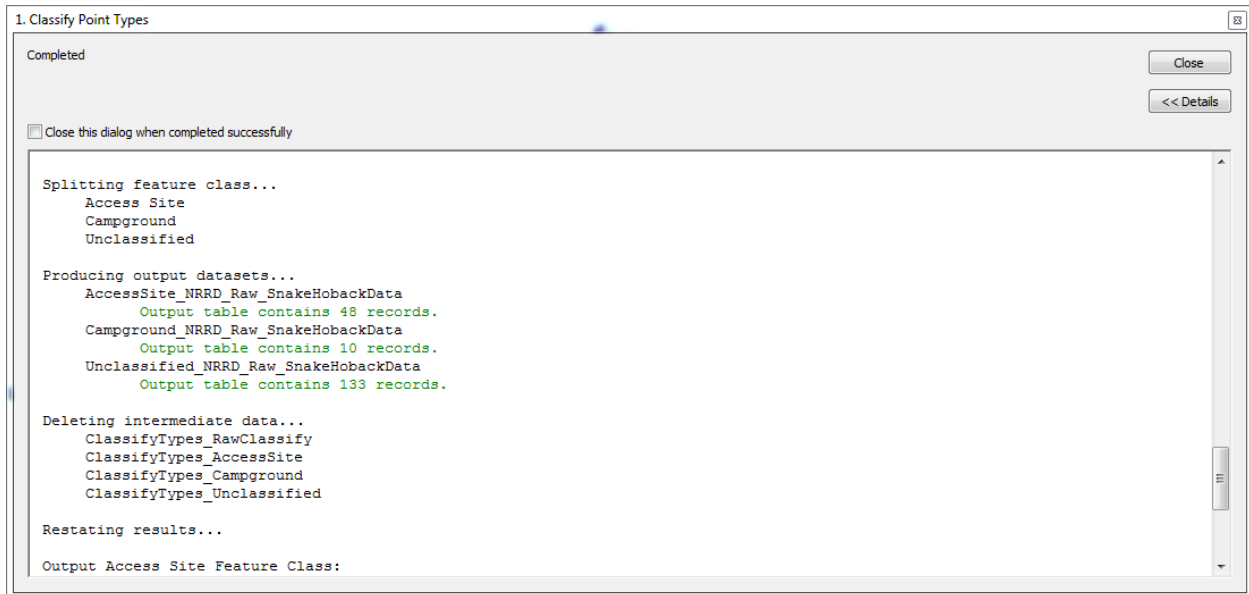 1. Classify Point Types
Completed
Close
<< Details
Close this dialog when completed successfully
Splitting feature class...
Access Site
Campground
Unclassified
Producing output datasets...
AccessSite_NRRD_Raw_SnakeHobackData
Output table contains 48 records.
Campground_NRRD_Raw_SnakeHobackData
Output table contains 10 records.
Unclassified_NRRD_Raw_SnakeHobackData
Output table contains 133 records.
Deleting intermediate data...
ClassifyTypes_RawClassify
ClassifyTypes_AccessSite
ClassifyTypes_Campground
ClassifyTypes_Unclassified
Restating results...
Output Access Site Feature Class: